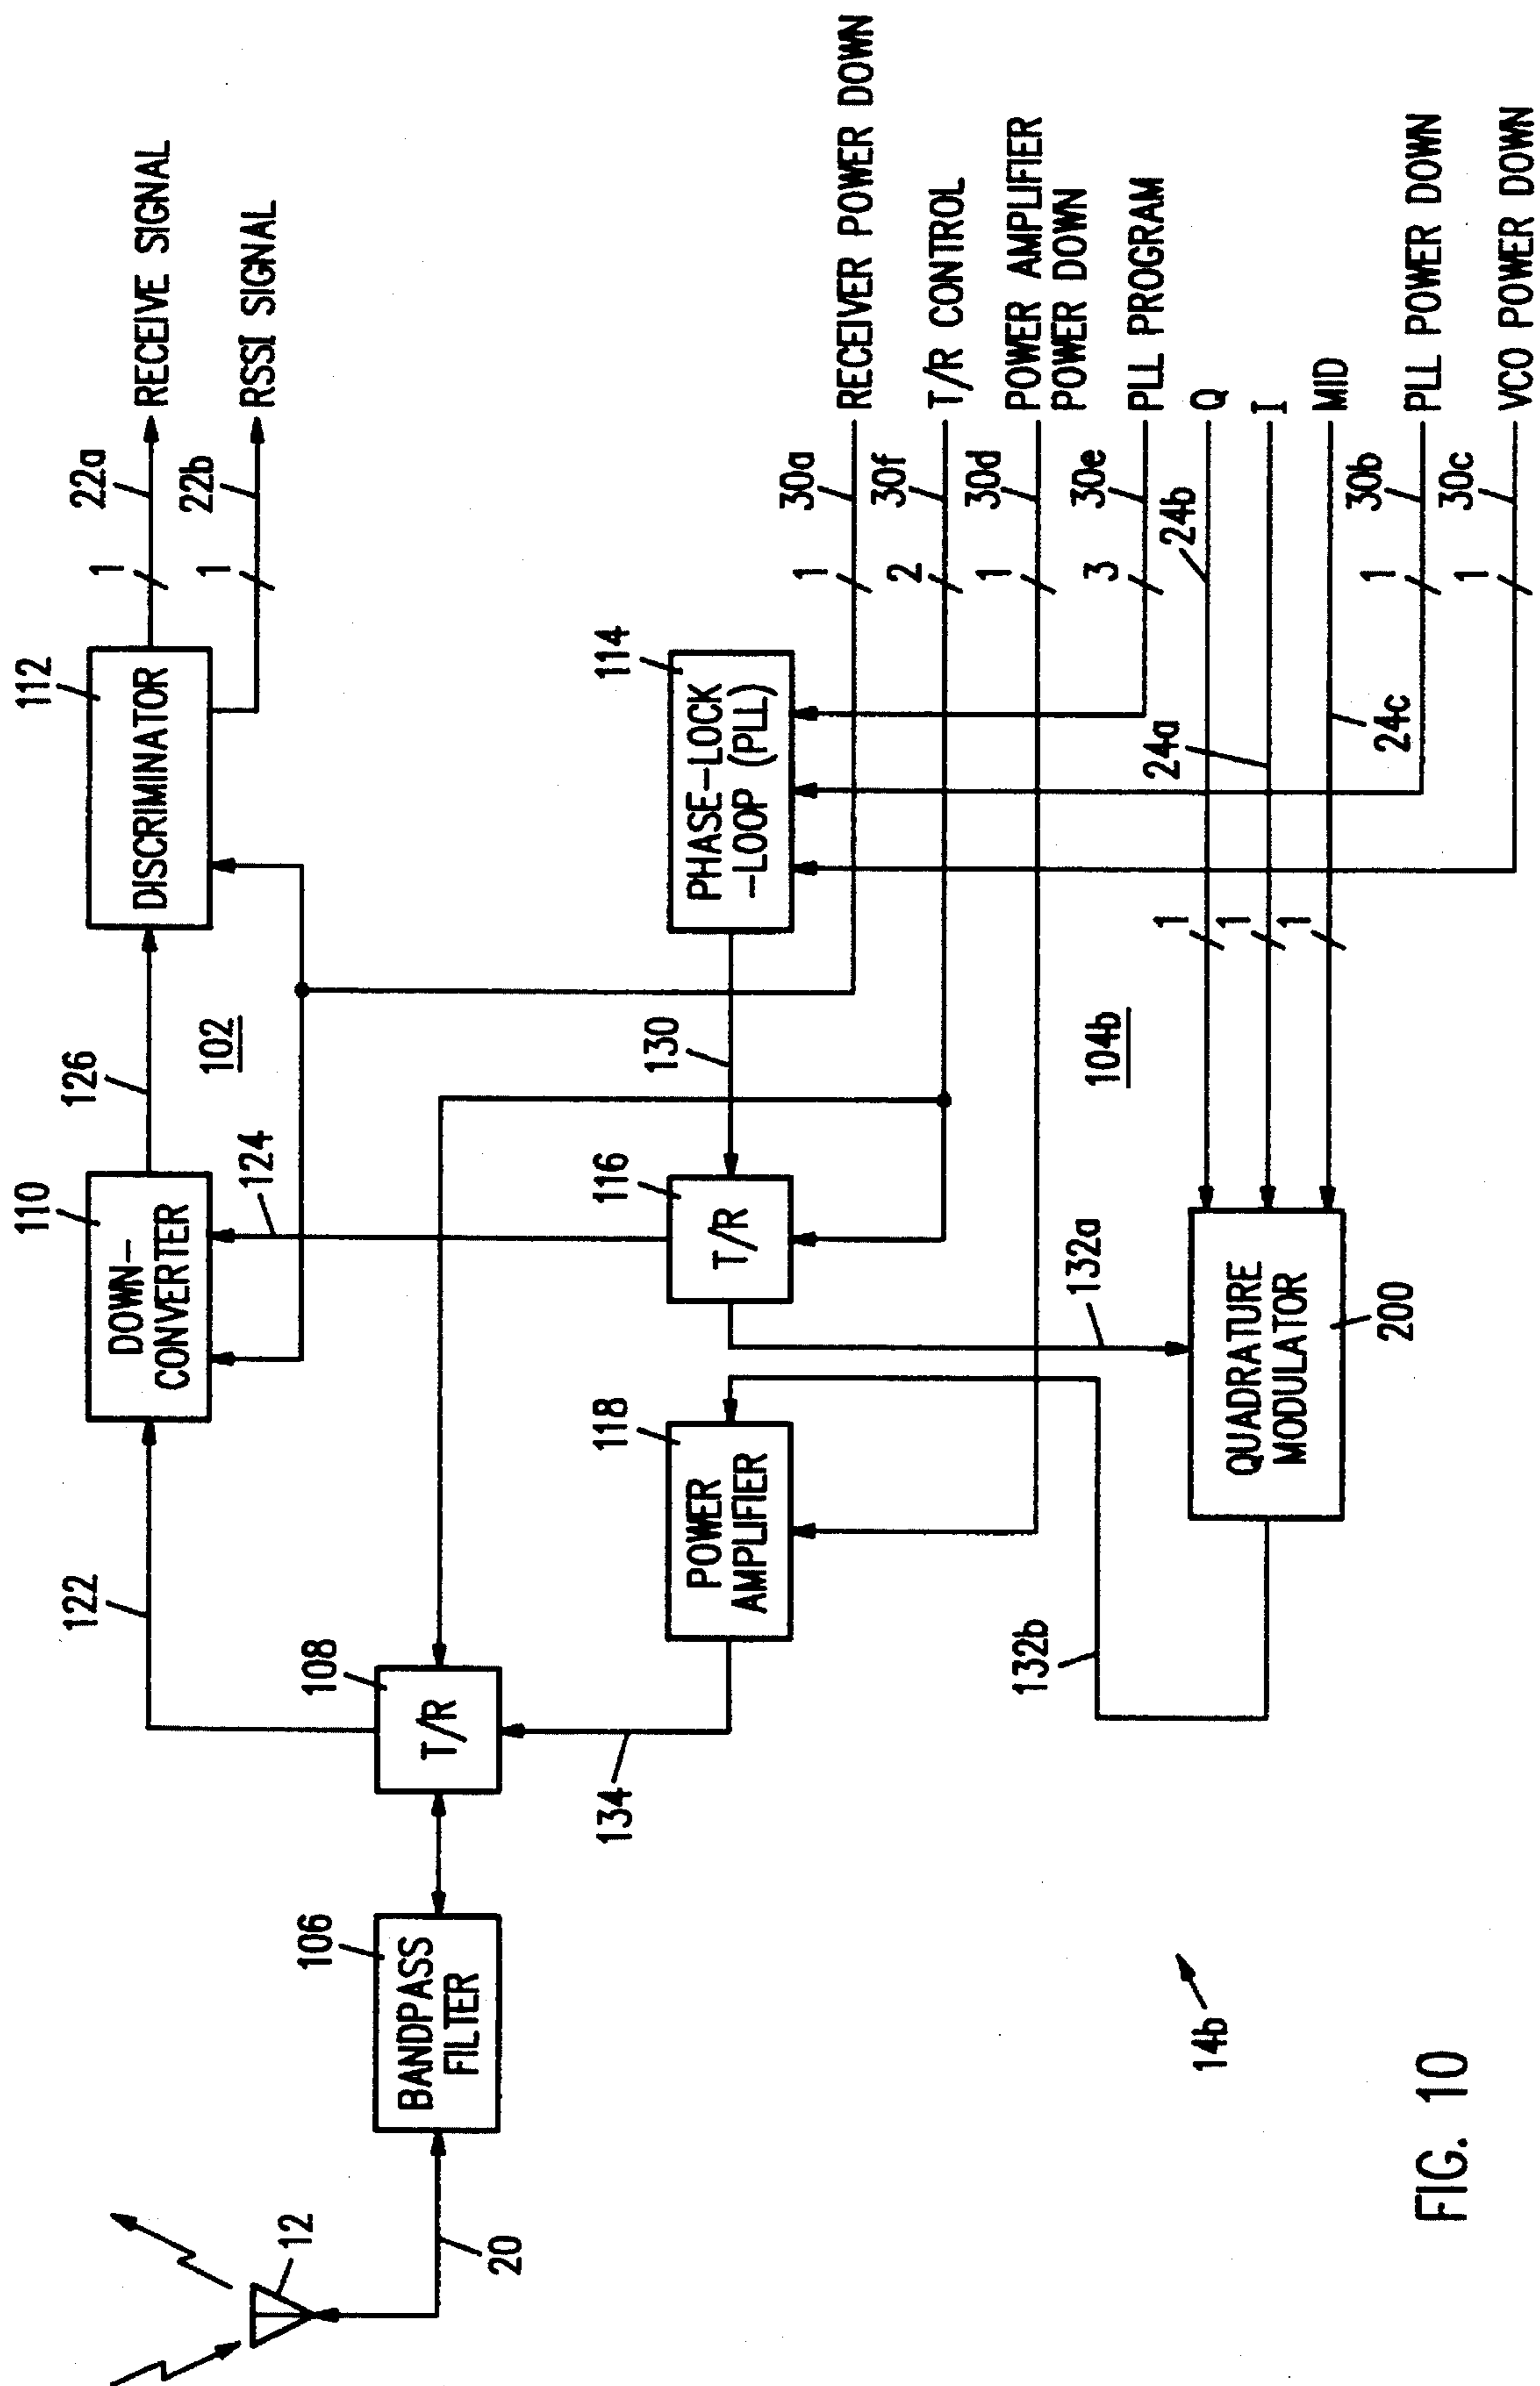 112
DISCRIMINATOR
1
22a
RECEIVE SIGNAL
1
22b
RSSI SIGNAL
110
DOWN-
CONVERTER
126
102
124
122
108
T/R
106
BANDPASS
FILTER
12
20
134
118
POWER
AMPLIFIER
116
T/R
130
114
PHASE-LOCK
-LOOP (PLL)
1
30a
RECEIVER POWER DOWN
2
30f
T/R CONTROL
1
30d
POWER AMPLIFIER
POWER DOWN
3
30e
PLL PROGRAM
24b
Q
24a
I
24c
MID
1
30b
PLL POWER DOWN
1
30c
VCO POWER DOWN
1
1
1
104b
132a
132b
QUADRATURE
MODULATOR
200
14b
FIG. 10